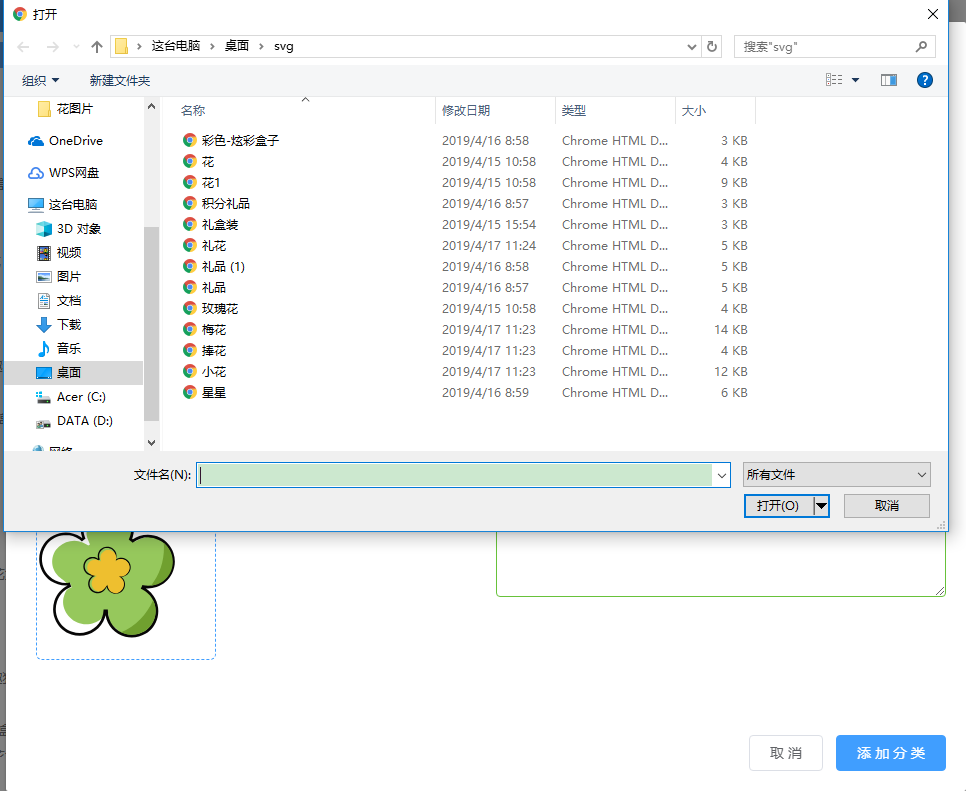 打开
这台电脑 › 桌面 › svg
搜索"svg"
组织
新建文件夹
花图片
OneDrive
WPS网盘
这台电脑
3D 对象
视频
图片
文档
下载
音乐
桌面
Acer (C:)
DATA (D:)
网络
名称 修改日期 类型 大小
彩色-炫彩盒子 2019/4/16 8:58 Chrome HTML D... 3 KB
花 2019/4/15 10:58 Chrome HTML D... 4 KB
花1 2019/4/15 10:58 Chrome HTML D... 9 KB
积分礼品 2019/4/16 8:57 Chrome HTML D... 3 KB
礼盒装 2019/4/15 15:54 Chrome HTML D... 3 KB
礼花 2019/4/17 11:24 Chrome HTML D... 5 KB
礼品 (1) 2019/4/16 8:58 Chrome HTML D... 5 KB
礼品 2019/4/16 8:57 Chrome HTML D... 5 KB
玫瑰花 2019/4/15 10:58 Chrome HTML D... 4 KB
梅花 2019/4/17 11:23 Chrome HTML D... 14 KB
捧花 2019/4/17 11:23 Chrome HTML D... 4 KB
小花 2019/4/17 11:23 Chrome HTML D... 12 KB
星星 2019/4/16 8:59 Chrome HTML D... 6 KB
文件名(N):
所有文件
打开(O)
取消
取消
添加分类